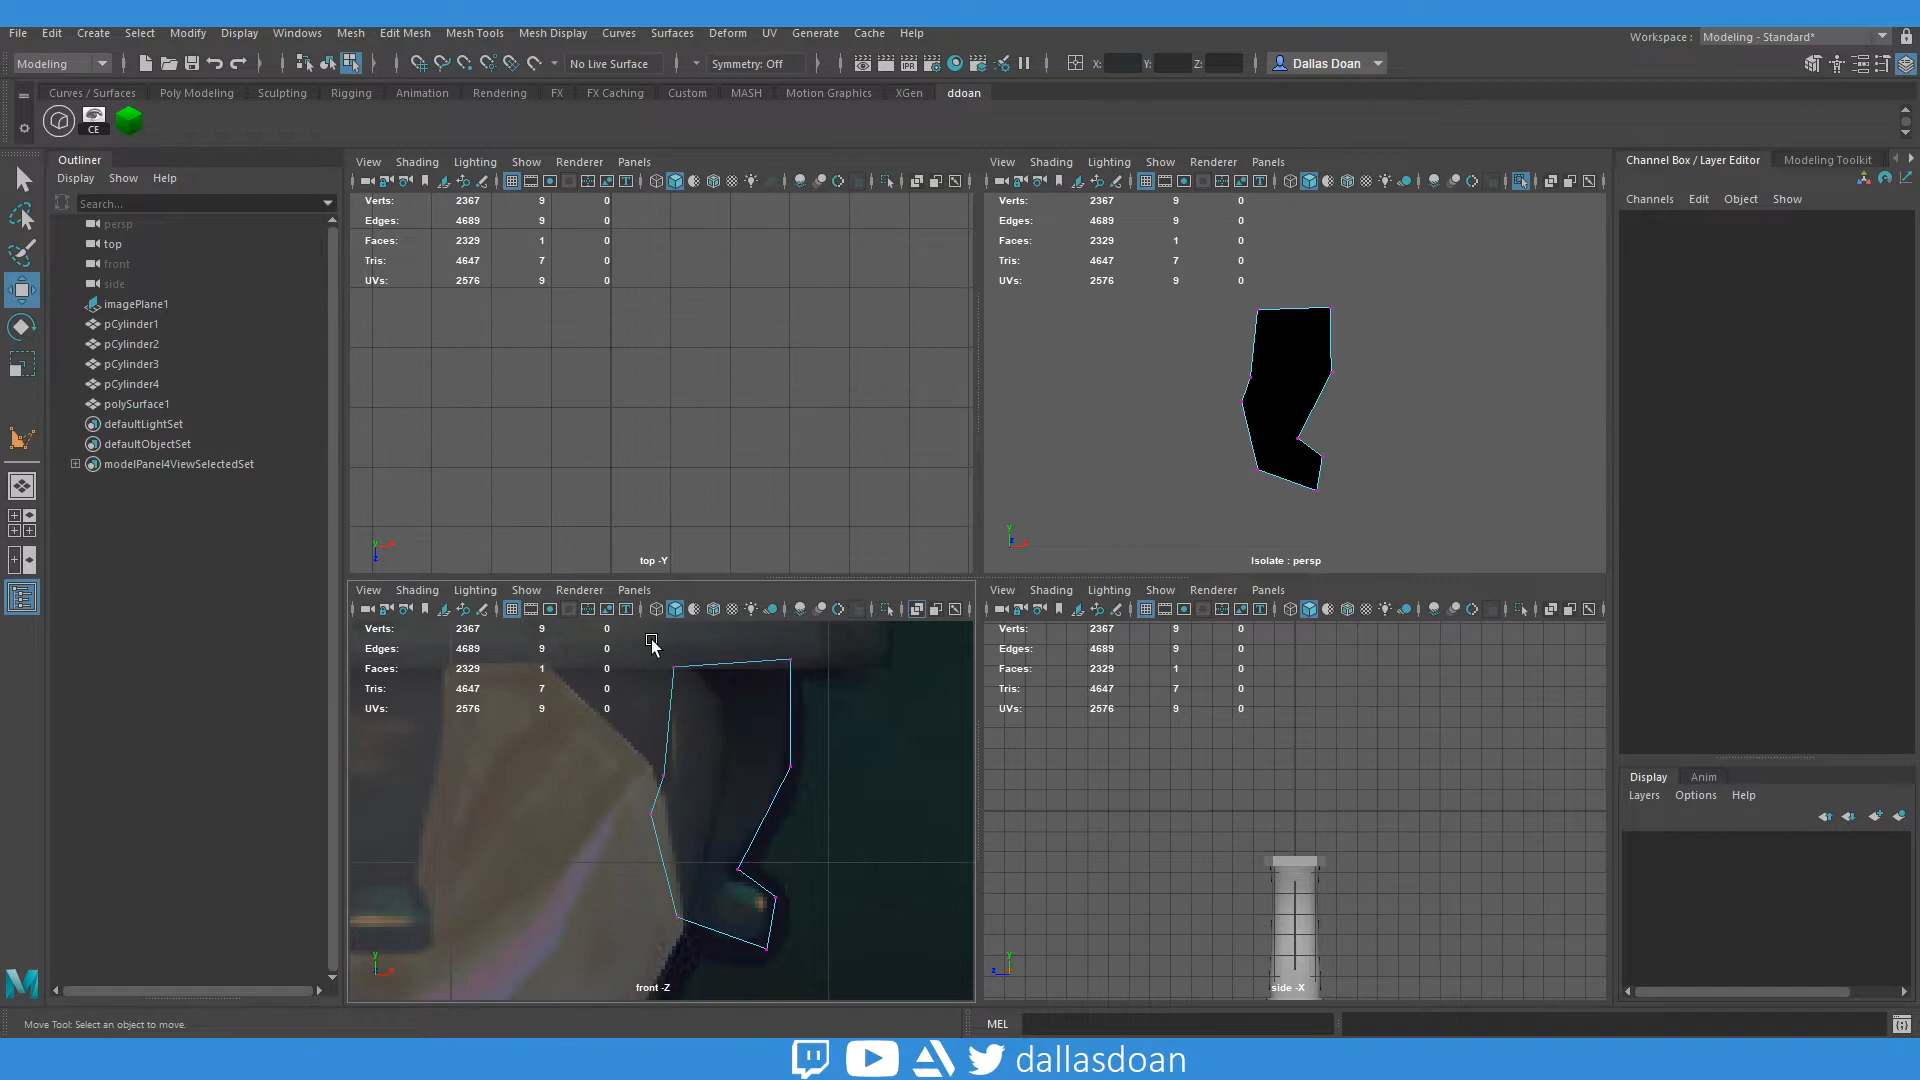 File Edit Create Select Modify Display Windows Mesh Edit Mesh Mesh Tools Mesh Display Curves Surfaces Deform UV Generate Cache Help
Workspace : Modeling - Standard*
Modeling No Live Surface Symmetry: Off X: Y: Z: Dallas Doan
Curves / Surfaces Poly Modeling Sculpting Rigging Animation Rendering FX FX Caching Custom MASH Motion Graphics XGen ddoan
CE
Outliner
Display Show Help
Search...
persp
top
front
side
imagePlane1
pCylinder1
pCylinder2
pCylinder3
pCylinder4
polySurface1
defaultLightSet
defaultObjectSet
modelPanel4ViewSelectedSet
View Shading Lighting Show Renderer Panels
Verts: 2367 9 0
Edges: 4689 9 0
Faces: 2329 1 0
Tris: 4647 7 0
UVs: 2576 9 0
top -Y
View Shading Lighting Show Renderer Panels
Verts: 2367 9 0
Edges: 4689 9 0
Faces: 2329 1 0
Tris: 4647 7 0
UVs: 2576 9 0
Isolate : persp
View Shading Lighting Show Renderer Panels
Verts: 2367 9 0
Edges: 4689 9 0
Faces: 2329 1 0
Tris: 4647 7 0
UVs: 2576 9 0
front -Z
View Shading Lighting Show Renderer Panels
Verts: 2367 9 0
Edges: 4689 9 0
Faces: 2329 1 0
Tris: 4647 7 0
UVs: 2576 9 0
side -X
Channel Box / Layer Editor Modeling Toolkit
Channels Edit Object Show
Display Anim
Layers Options Help
Move Tool: Select an object to move.
MEL
dallasdoan